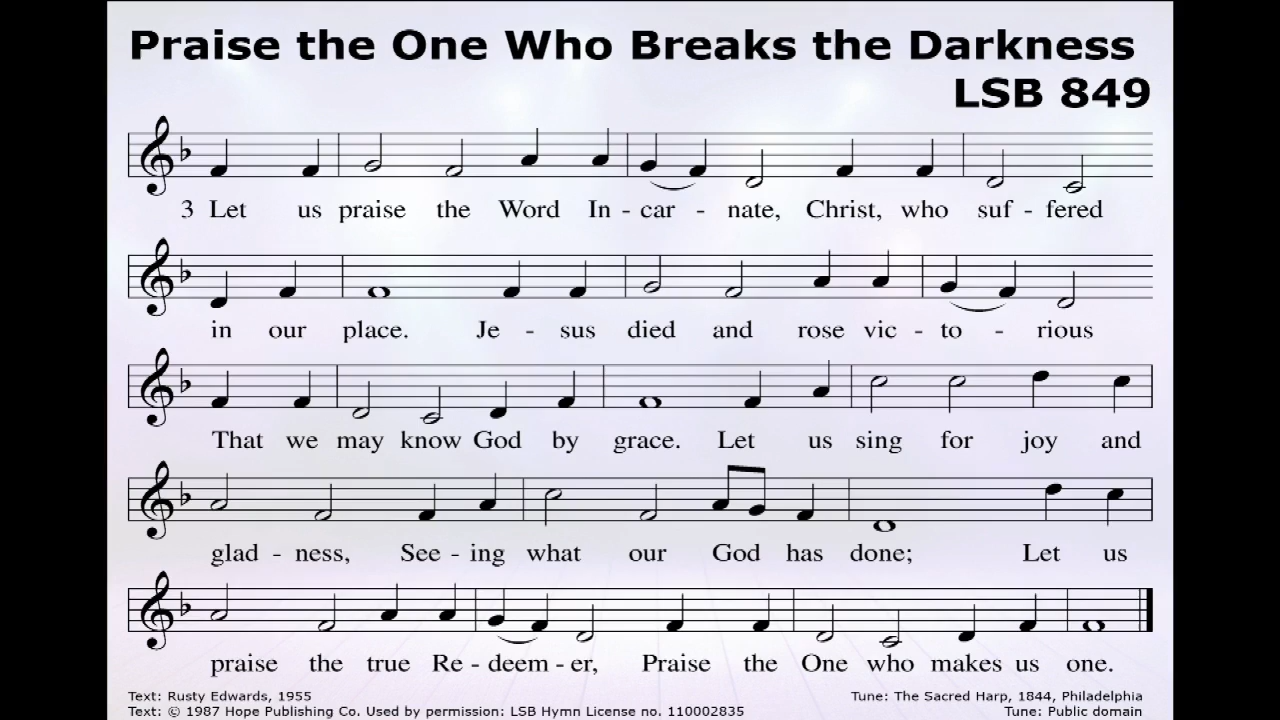 Praise the One Who Breaks the Darkness
LSB 849
3 Let us praise the Word In - car - nate, Christ, who suf - fered
in our place. Je - sus died and rose vic - to - rious
That we may know God by grace. Let us sing for joy and
glad - ness, See - ing what our God has done; Let us
praise the true Re - deem - er, Praise the One who makes us one.
Text: Rusty Edwards, 1955
Tune: The Sacred Harp, 1844, Philadelphia
Text: © 1987 Hope Publishing Co. Used by permission: LSB Hymn License no. 110002835
Tune: Public domain